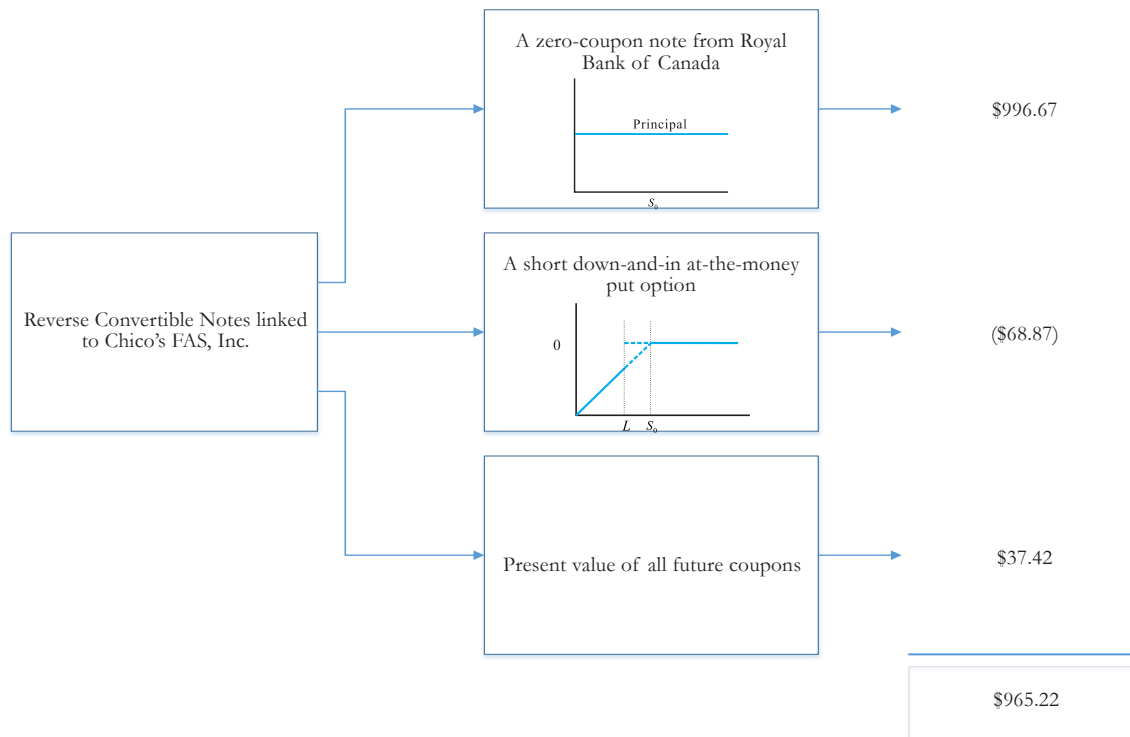 A zero-coupon note from Royal
Bank of Canada
Principal
S₀
$996.67
Reverse Convertible Notes linked
to Chico's FAS, Inc.
A short down-and-in at-the-money
put option
0
L S₀
($68.87)
Present value of all future coupons
$37.42
$965.22